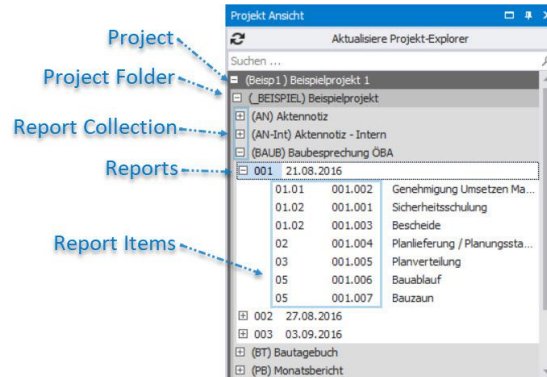 Projekt Ansicht
Aktualisiere Projekt-Explorer
Suchen ...
Project
(Beisp1) Beispielprojekt 1
Project Folder
(_BEISPIEL) Beispielprojekt
(AN) Aktennotiz
Report Collection
(AN-Int) Aktennotiz - Intern
(BAUB) Baubesprechung ÖBA
Reports
001 21.08.2016
01.01 001.002 Genehmigung Umsetzen Ma...
01.02 001.001 Sicherheitsschulung
01.02 001.003 Bescheide
Report Items
02 001.004 Planlieferung / Planungssta...
03 001.005 Planverteilung
05 001.006 Bauablauf
05 001.007 Bauzaun
002 27.08.2016
003 03.09.2016
(BT) Bautagebuch
(PB) Monatsbericht